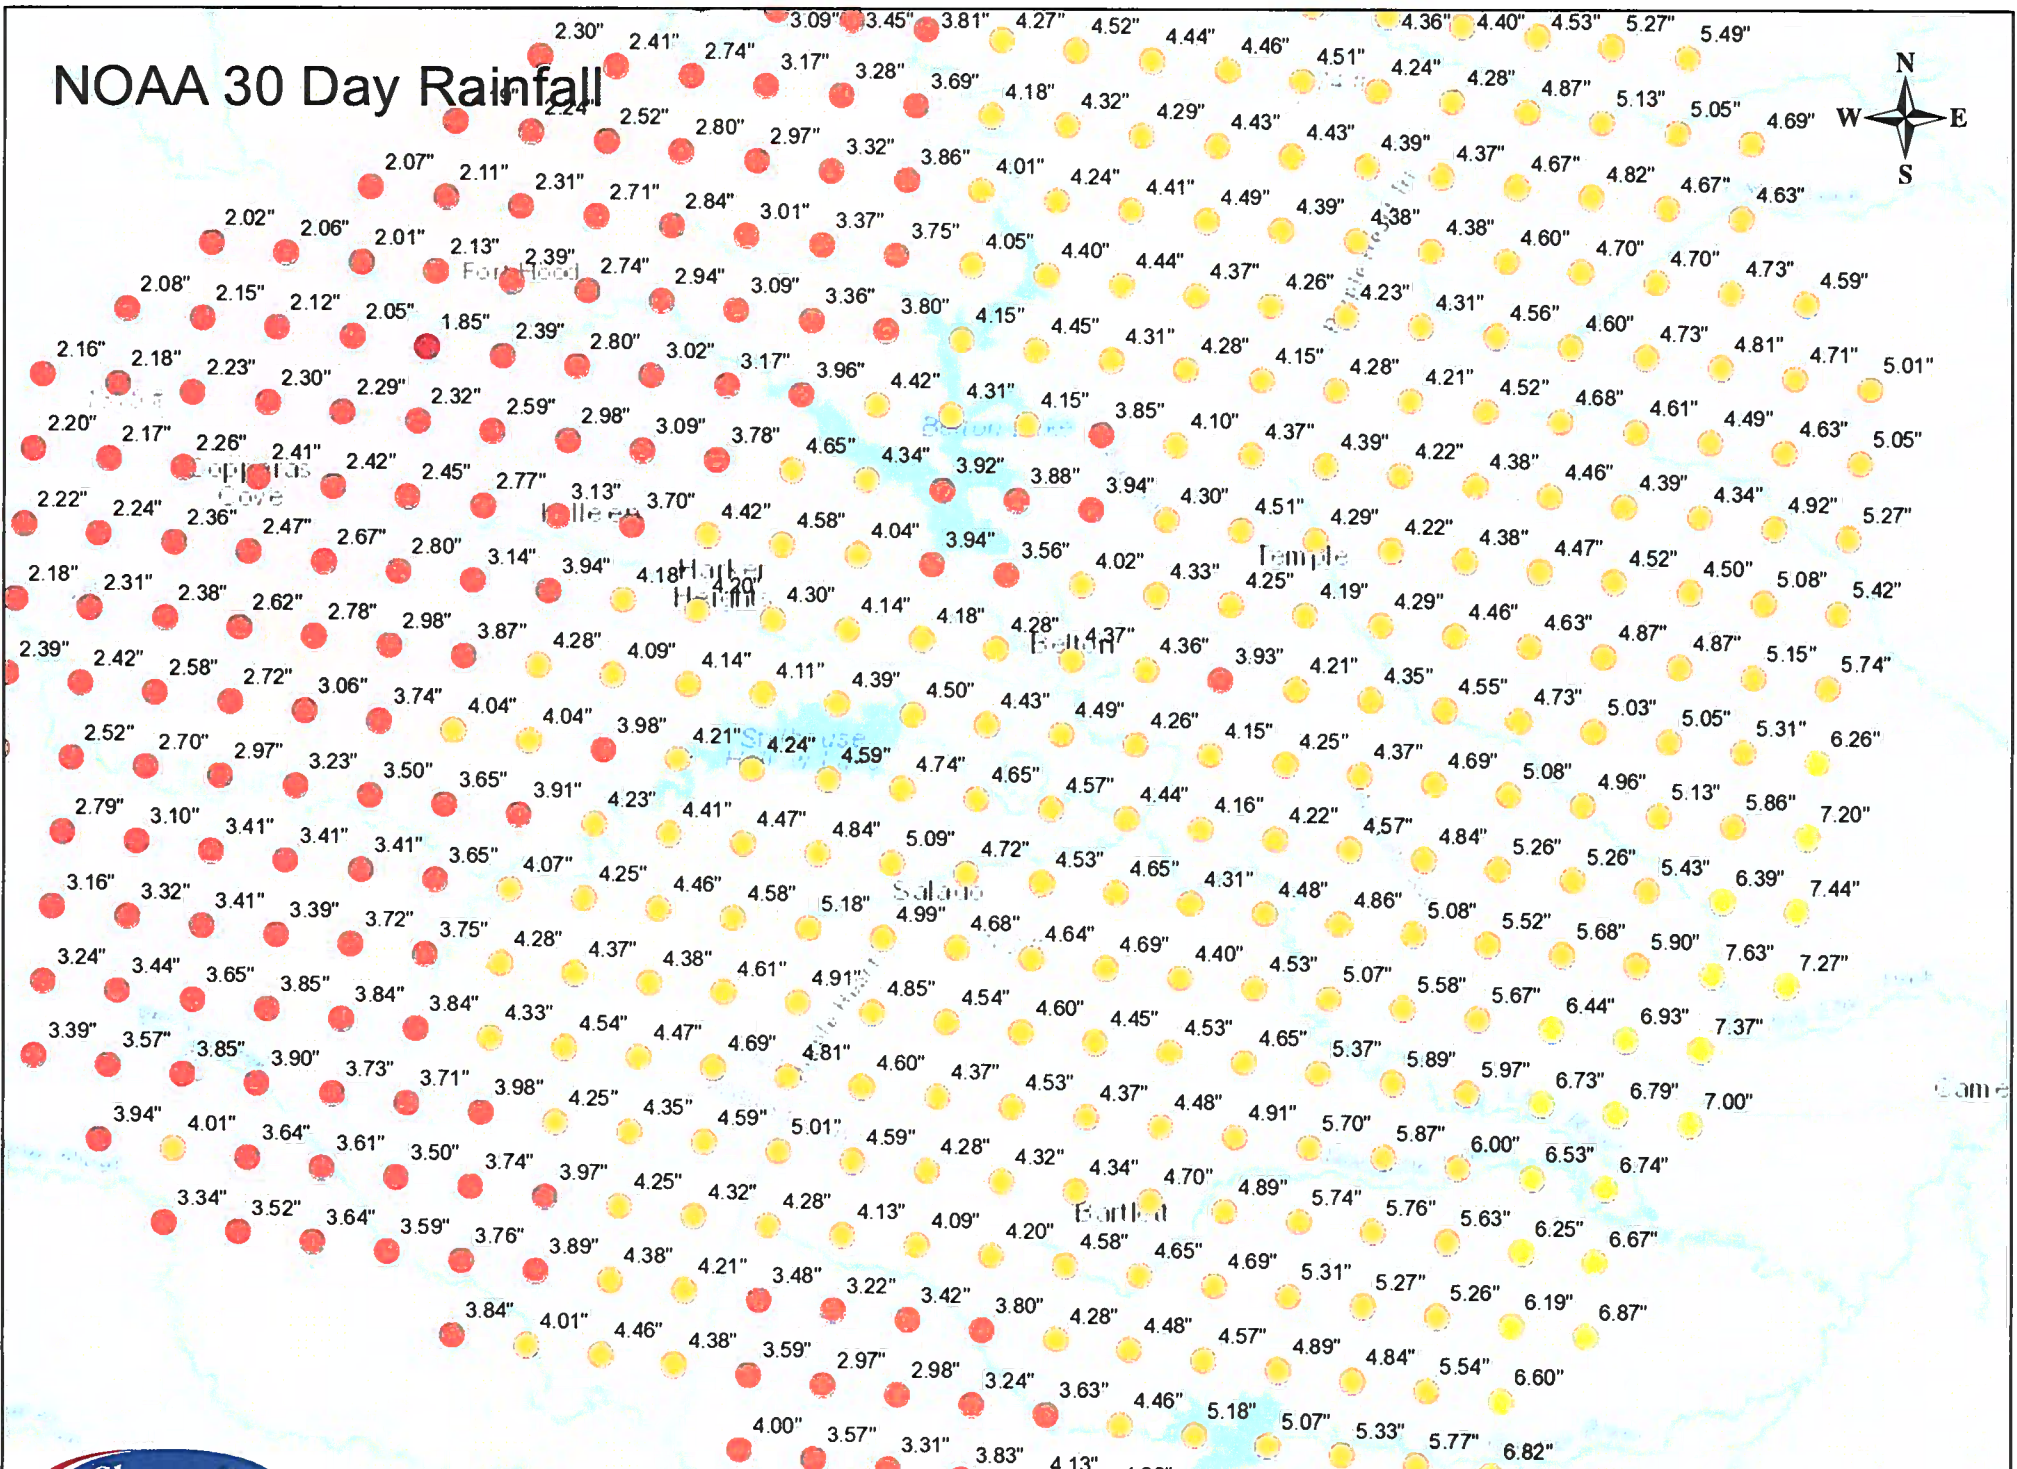 NOAA 30 Day Rainfall
N
W E
S
3.09" 3.45" 3.81" 4.27" 4.52" 4.44" 4.46" 4.51" 4.24" 4.28" 4.87" 5.13" 5.05" 4.69"
4.36" 4.40" 4.53" 5.27" 5.49"
2.30" 2.41" 2.74" 3.17" 3.28" 3.69" 4.18" 4.32" 4.29" 4.43" 4.43" 4.39" 4.37" 4.67" 4.82" 4.67" 4.63"
2.24" 2.52" 2.80" 2.97" 3.32" 3.86" 4.01" 4.24" 4.41" 4.49" 4.39" 4.38" 4.38" 4.60" 4.70" 4.70" 4.73" 4.59"
2.07" 2.11" 2.31" 2.71" 2.84" 3.01" 3.37" 3.75" 4.05" 4.40" 4.44" 4.37" 4.26" 4.23" 4.31" 4.56" 4.60" 4.73" 4.81" 4.71" 5.01"
2.02" 2.06" 2.01" 2.13" 2.39" 2.74" 2.94" 3.09" 3.36" 3.80" 4.15" 4.45" 4.31" 4.28" 4.15" 4.28" 4.21" 4.52" 4.68" 4.61" 4.49" 4.63" 5.05"
Fort Hood
2.08" 2.15" 2.12" 2.05" 1.85" 2.39" 2.80" 3.02" 3.17" 3.96" 4.42" 4.31" 4.15" 3.85" 4.10" 4.37" 4.39" 4.22" 4.38" 4.46" 4.39" 4.34" 4.92" 5.27"
Belton Lake
2.16" 2.18" 2.23" 2.30" 2.29" 2.32" 2.59" 2.98" 3.09" 3.78" 4.65" 4.34" 3.92" 3.88" 3.94" 4.30" 4.51" 4.29" 4.22" 4.38" 4.47" 4.52" 4.50" 5.08" 5.42"
Copperas
Cove
Temple
2.20" 2.17" 2.26" 2.41" 2.42" 2.45" 2.77" 3.13" 3.70" 4.42" 4.58" 4.04" 3.94" 3.56" 4.02" 4.33" 4.25" 4.19" 4.29" 4.46" 4.63" 4.87" 4.87" 5.15" 5.74"
Killeen
Harker
Heights
2.22" 2.24" 2.36" 2.47" 2.67" 2.80" 3.14" 3.94" 4.18" 4.20" 4.30" 4.14" 4.18" 4.28" 4.37" 4.36" 3.93" 4.21" 4.35" 4.55" 4.73" 5.03" 5.05" 5.31" 6.26"
Belton
2.18" 2.31" 2.38" 2.62" 2.78" 2.98" 3.87" 4.28" 4.09" 4.14" 4.11" 4.39" 4.50" 4.43" 4.49" 4.26" 4.15" 4.25" 4.37" 4.69" 5.08" 4.96" 5.13" 5.86" 7.20"
2.39" 2.42" 2.58" 2.72" 3.06" 3.74" 4.04" 4.04" 3.98" 4.21" 4.24" 4.59" 4.74" 4.65" 4.57" 4.44" 4.16" 4.22" 4.57" 4.84" 5.26" 5.26" 5.43" 6.39" 7.44"
2.52" 2.70" 2.97" 3.23" 3.50" 3.65" 3.91" 4.23" 4.41" 4.47" 4.84" 5.09" 4.72" 4.53" 4.65" 4.31" 4.48" 4.86" 5.08" 5.52" 5.68" 5.90" 7.63" 7.27"
Salado
2.79" 3.10" 3.41" 3.41" 3.41" 3.65" 4.07" 4.25" 4.46" 4.58" 5.18" 4.99" 4.68" 4.64" 4.69" 4.40" 4.53" 5.07" 5.58" 5.67" 6.44" 6.93" 7.37"
3.16" 3.32" 3.41" 3.39" 3.72" 3.75" 4.28" 4.37" 4.38" 4.61" 4.91" 4.85" 4.54" 4.60" 4.45" 4.53" 4.65" 5.37" 5.89" 5.97" 6.73" 6.79" 7.00"
3.24" 3.44" 3.65" 3.85" 3.84" 3.84" 4.33" 4.54" 4.47" 4.69" 4.81" 4.60" 4.37" 4.53" 4.37" 4.48" 4.91" 5.70" 5.87" 6.00" 6.53" 6.74"
3.39" 3.57" 3.85" 3.90" 3.73" 3.71" 3.98" 4.25" 4.35" 4.59" 5.01" 4.59" 4.28" 4.32" 4.34" 4.70" 4.89" 5.74" 5.76" 5.63" 6.25" 6.67"
Bartlett
3.94" 4.01" 3.64" 3.61" 3.50" 3.74" 3.97" 4.25" 4.32" 4.28" 4.13" 4.09" 4.20" 4.58" 4.65" 4.69" 5.31" 5.27" 5.26" 6.19" 6.87"
3.34" 3.52" 3.64" 3.59" 3.76" 3.89" 4.38" 4.21" 3.48" 3.22" 3.42" 3.80" 4.28" 4.48" 4.57" 4.89" 4.84" 5.54" 6.60"
3.84" 4.01" 4.46" 4.38" 3.59" 2.97" 2.98" 3.24" 3.63" 4.46" 5.18" 5.07" 5.33" 5.77" 6.82"
4.00" 3.57" 3.31" 3.83" 4.13"